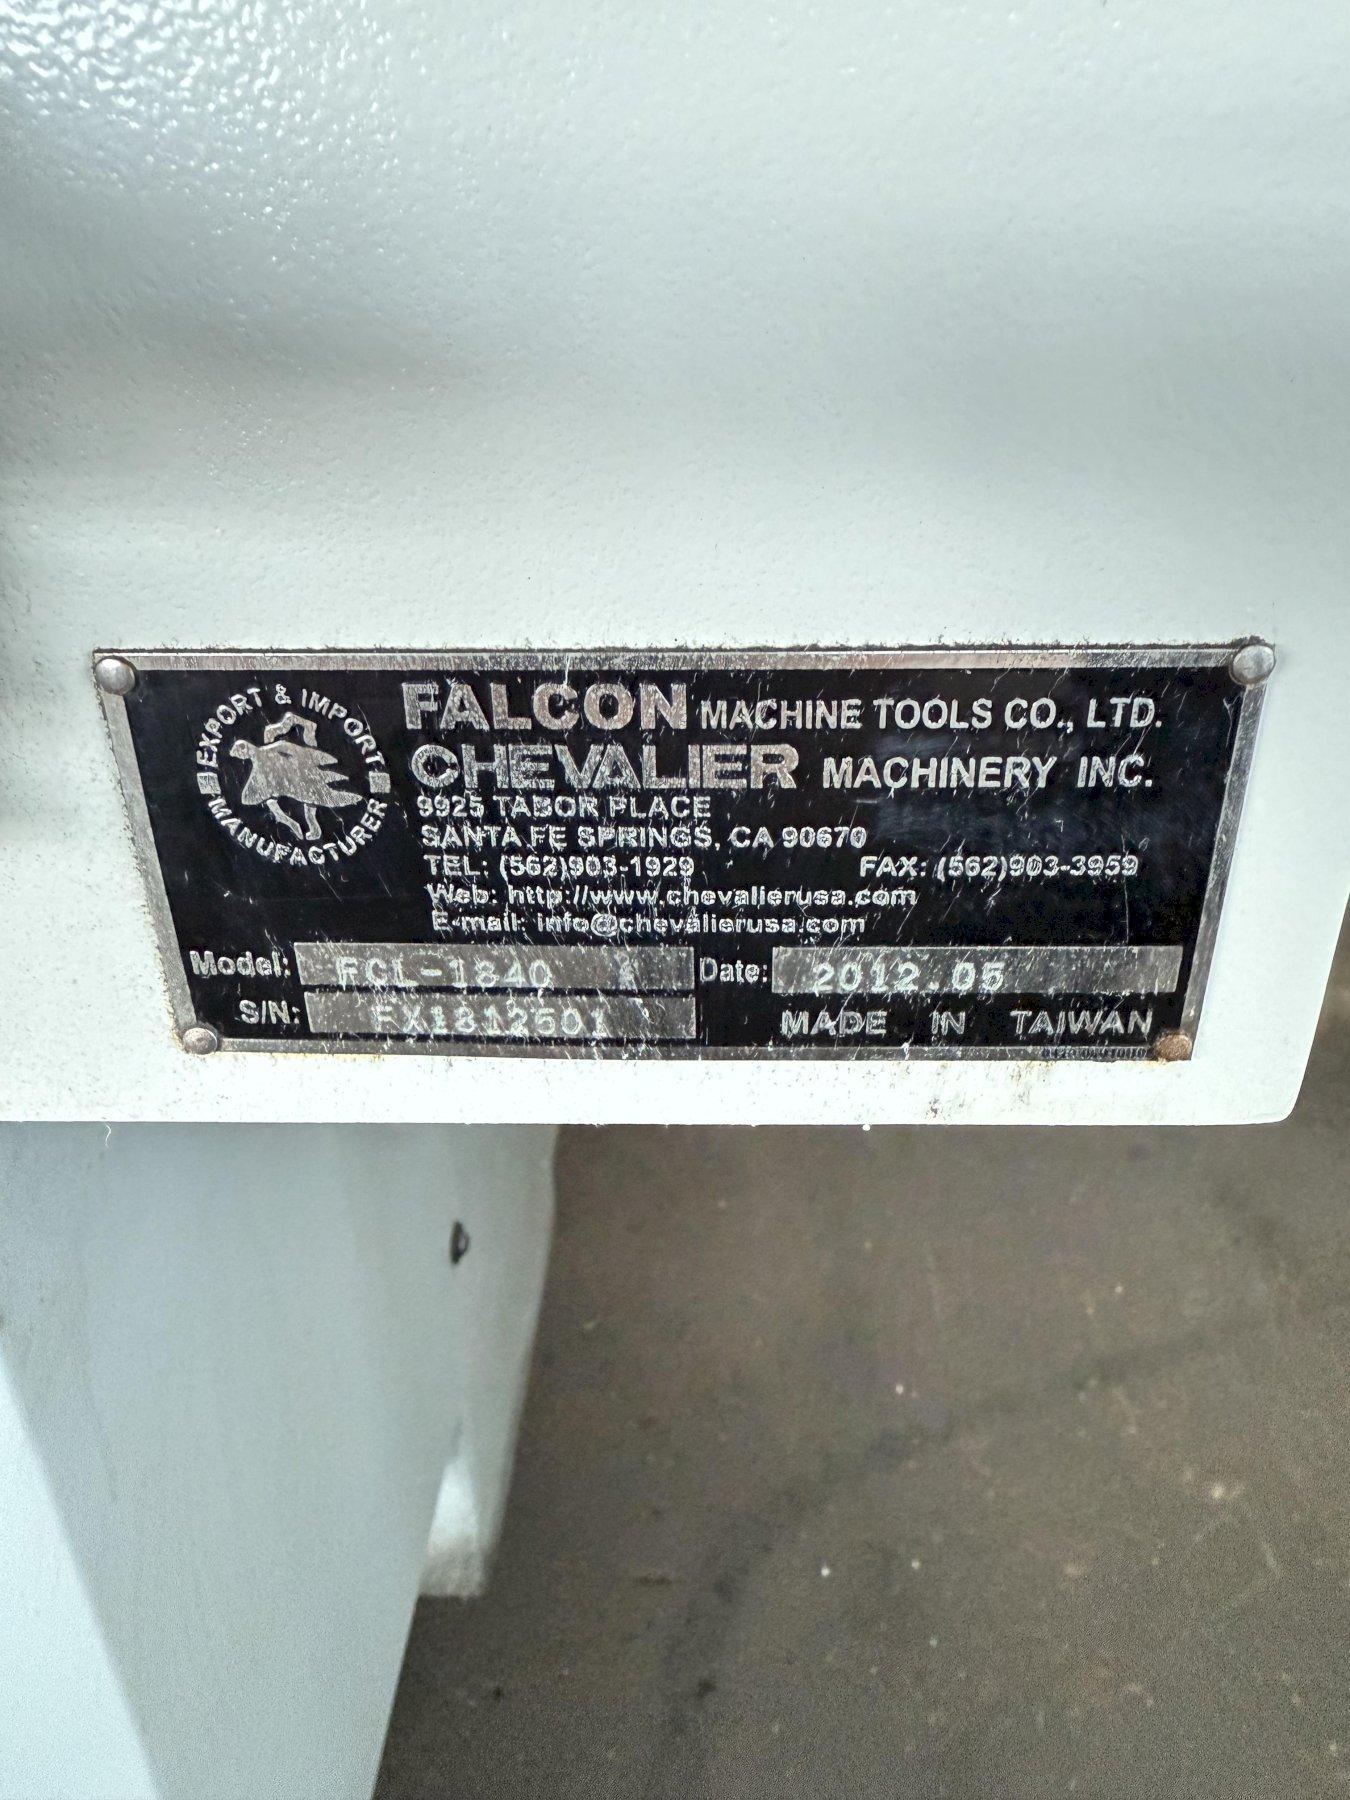 EXPORT & IMPORT
MANUFACTURER
FALCON MACHINE TOOLS CO., LTD.
CHEVALIER MACHINERY INC.
9925 TABOR PLACE
SANTA FE SPRINGS, CA 90670
TEL: (562)903-1929 FAX: (562)903-3959
Web: http://www.chevalierusa.com
E-mail: info@chevalierusa.com
Model: FCL-1840 Date: 2012.05
S/N: FX1812501 MADE IN TAIWAN